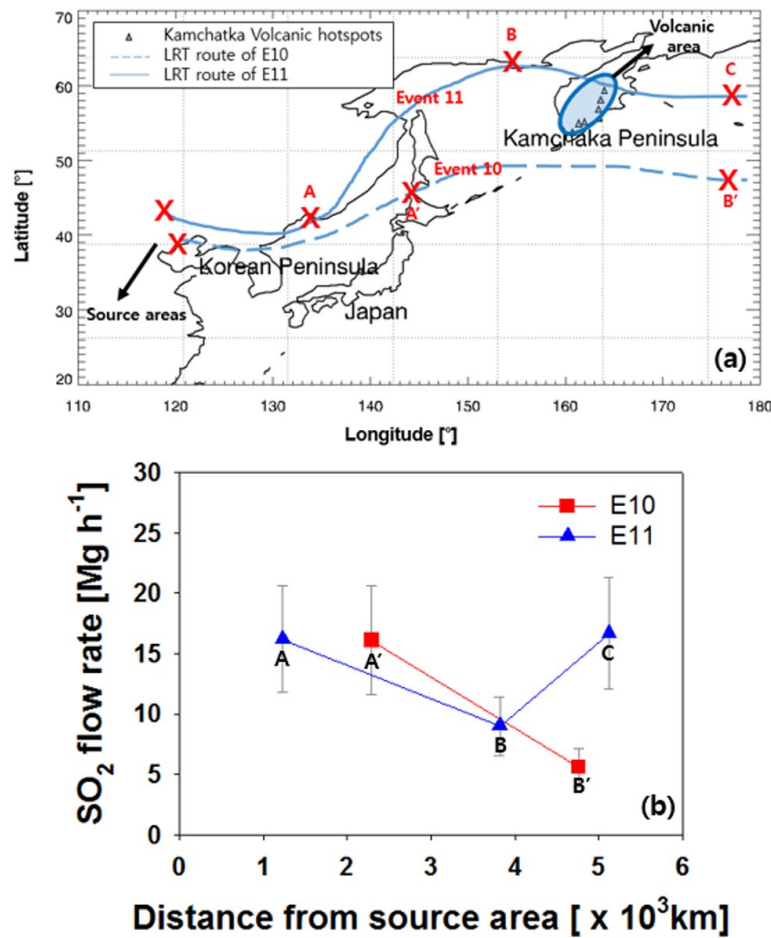 Kamchatka Volcanic hotspots
LRT route of E10
LRT route of E11
Volcanic
area
A
B
C
Event 11
Kamchaka Peninsula
Event 10
A′
B′
Korean Peninsula
Japan
Source areas
(a)
70
60
50
40
30
20
Latitude [°]
110 120 130 140 150 160 170 180
Longitude [°]
30
25
20
15
10
5
0
SO2 flow rate [Mg h-1]
E10
E11
A
A′
B
B′
C
(b)
0 1 2 3 4 5 6
Distance from source area [ x 10³km]